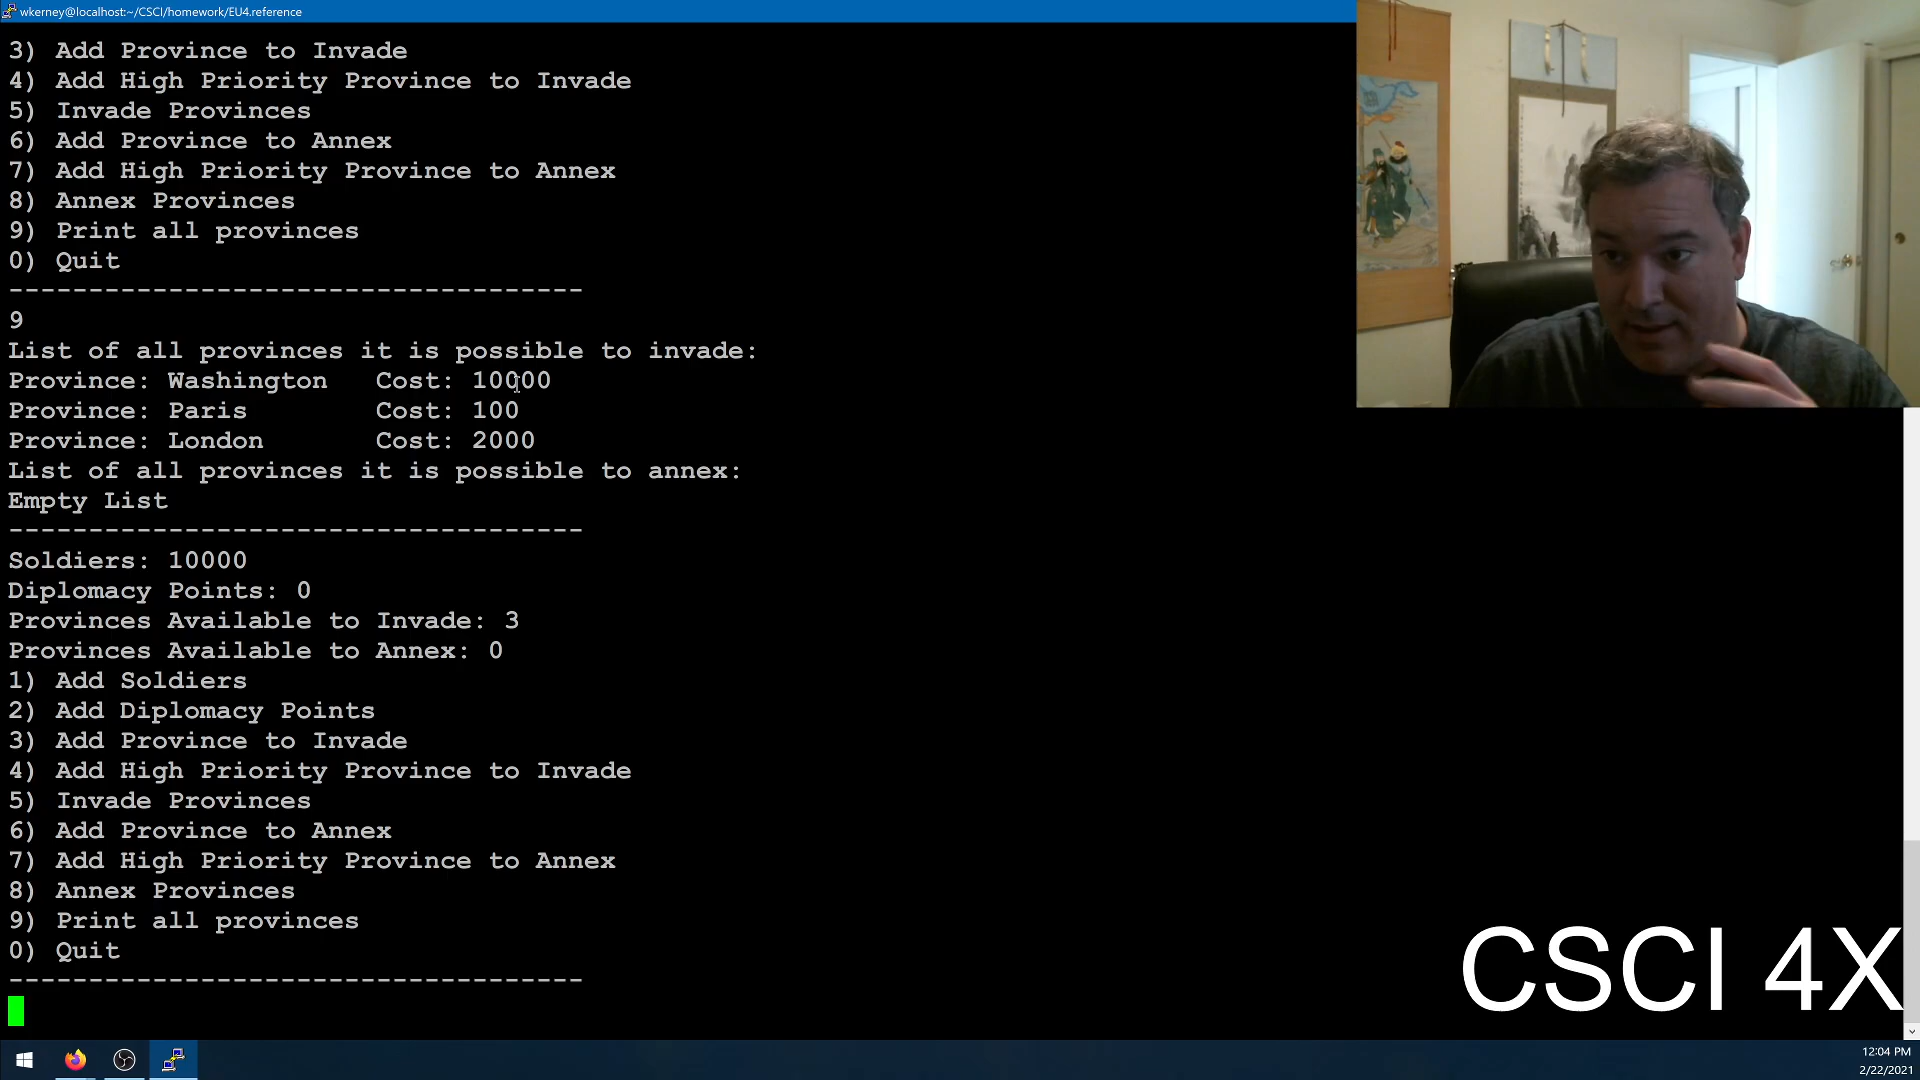 wkerney@localhost:~/CSCI/homework/EU4.reference
3) Add Province to Invade
4) Add High Priority Province to Invade
5) Invade Provinces
6) Add Province to Annex
7) Add High Priority Province to Annex
8) Annex Provinces
9) Print all provinces
0) Quit
------------------------------------
9
List of all provinces it is possible to invade:
Province: Washington   Cost: 10000
Province: Paris        Cost: 100
Province: London       Cost: 2000
List of all provinces it is possible to annex:
Empty List
------------------------------------
Soldiers: 10000
Diplomacy Points: 0
Provinces Available to Invade: 3
Provinces Available to Annex: 0
1) Add Soldiers
2) Add Diplomacy Points
3) Add Province to Invade
4) Add High Priority Province to Invade
5) Invade Provinces
6) Add Province to Annex
7) Add High Priority Province to Annex
8) Annex Provinces
9) Print all provinces
0) Quit
------------------------------------
CSCI 4X
12:04 PM
2/22/2021